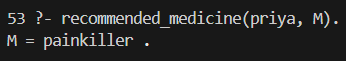 53 ?- recommended_medicine(priya, M).
M = painkiller .